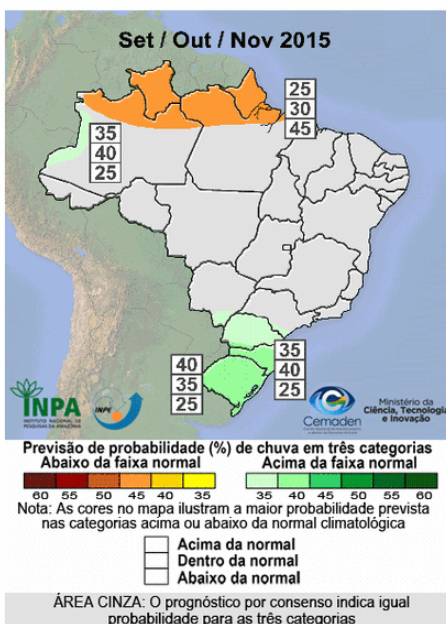 Set / Out / Nov 2015
25
30
45
35
40
25
40
35
25
35
40
25
INPA
INSTITUTO NACIONAL DE
PESQUISAS DA AMAZÔNIA
INPE
Cemaden
Ministério da
Ciência, Tecnologia
e Inovação
Previsão de probabilidade (%) de chuva em três categorias
Abaixo da faixa normal
Acima da faixa normal
60 55 50 45 40 35
35 40 45 50 55 60
Nota: As cores no mapa ilustram a maior probabilidade prevista
nas categorias acima ou abaixo da normal climatológica
Acima da normal
Dentro da normal
Abaixo da normal
ÁREA CINZA: O prognóstico por consenso indica igual
probabilidade para as três categorias